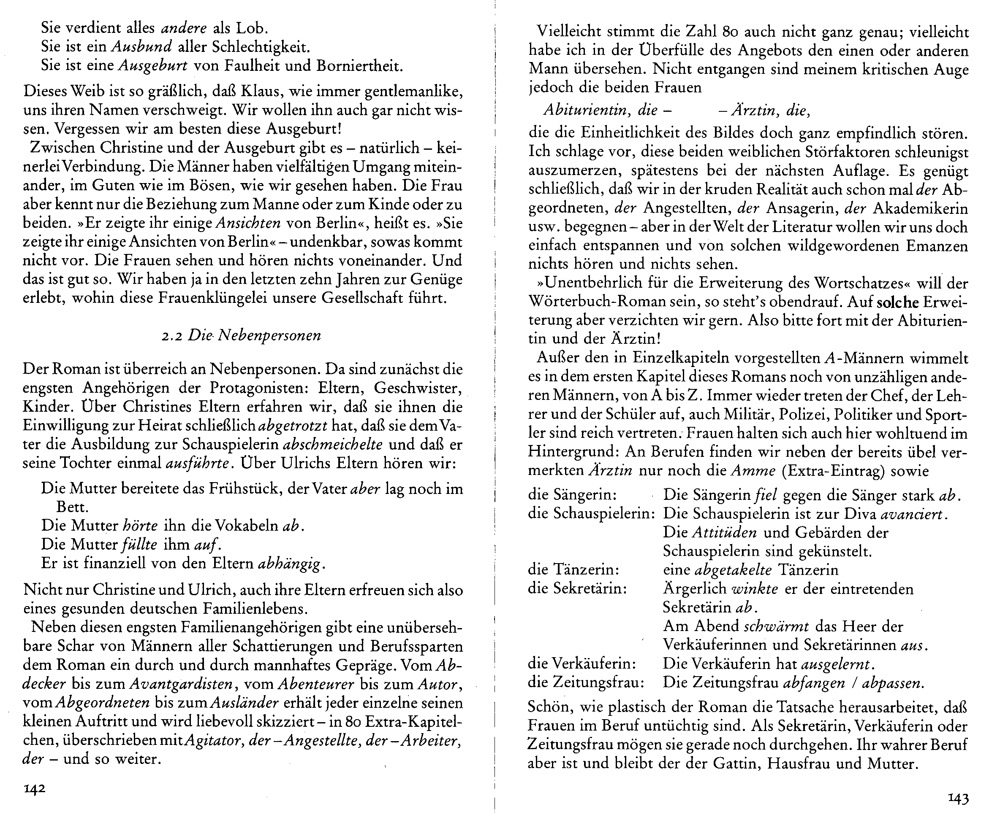 Sie verdient alles andere als Lob.
Sie ist ein Ausbund aller Schlechtigkeit.
Sie ist eine Ausgeburt von Faulheit und Borniertheit.
Dieses Weib ist so gräßlich, daß Klaus, wie immer gentlemanlike,
uns ihren Namen verschweigt. Wir wollen ihn auch gar nicht wis-
sen. Vergessen wir am besten diese Ausgeburt!
Zwischen Christine und der Ausgeburt gibt es – natürlich – kei-
nerlei Verbindung. Die Männer haben vielfältigen Umgang mitein-
ander, im Guten wie im Bösen, wie wir gesehen haben. Die Frau
aber kennt nur die Beziehung zum Manne oder zum Kinde oder zu
beiden. »Er zeigte ihr einige Ansichten von Berlin«, heißt es. »Sie
zeigte ihr einige Ansichten von Berlin« – undenkbar, sowas kommt
nicht vor. Die Frauen sehen und hören nichts voneinander. Und
das ist gut so. Wir haben ja in den letzten zehn Jahren zur Genüge
erlebt, wohin diese Frauenklüngelei unsere Gesellschaft führt.
2.2 Die Nebenpersonen
Der Roman ist überreich an Nebenpersonen. Da sind zunächst die
engsten Angehörigen der Protagonisten: Eltern, Geschwister,
Kinder. Über Christines Eltern erfahren wir, daß sie ihnen die
Einwilligung zur Heirat schließlich abgetrotzt hat, daß sie dem Va-
ter die Ausbildung zur Schauspielerin abschmeichelte und daß er
seine Tochter einmal ausführte. Über Ulrichs Eltern hören wir:
Die Mutter bereitete das Frühstück, der Vater aber lag noch im
Bett.
Die Mutter hörte ihn die Vokabeln ab.
Die Mutter füllte ihm auf.
Er ist finanziell von den Eltern abhängig.
Nicht nur Christine und Ulrich, auch ihre Eltern erfreuen sich also
eines gesunden deutschen Familienlebens.
Neben diesen engsten Familienangehörigen gibt eine unüberseh-
bare Schar von Männern aller Schattierungen und Berufssparten
dem Roman ein durch und durch mannhaftes Gepräge. Vom Ab-
decker bis zum Avantgardisten, vom Abenteurer bis zum Autor,
vom Abgeordneten bis zum Ausländer erhält jeder einzelne seinen
kleinen Auftritt und wird liebevoll skizziert – in 80 Extra-Kapitel-
chen, überschrieben mit Agitator, der – Angestellte, der – Arbeiter,
der – und so weiter.
142
Vielleicht stimmt die Zahl 80 auch nicht ganz genau; vielleicht
habe ich in der Überfülle des Angebots den einen oder anderen
Mann übersehen. Nicht entgangen sind meinem kritischen Auge
jedoch die beiden Frauen
Abiturientin, die – – Ärztin, die,
die die Einheitlichkeit des Bildes doch ganz empfindlich stören.
Ich schlage vor, diese beiden weiblichen Störfaktoren schleunigst
auszumerzen, spätestens bei der nächsten Auflage. Es genügt
schließlich, daß wir in der kruden Realität auch schon mal der Ab-
geordneten, der Angestellten, der Ansagerin, der Akademikerin
usw. begegnen – aber in der Welt der Literatur wollen wir uns doch
einfach entspannen und von solchen wildgewordenen Emanzen
nichts hören und nichts sehen.
»Unentbehrlich für die Erweiterung des Wortschatzes« will der
Wörterbuch-Roman sein, so steht's obendrauf. Auf solche Erwei-
terung aber verzichten wir gern. Also bitte fort mit der Abiturien-
tin und der Ärztin!
Außer den in Einzelkapiteln vorgestellten A-Männern wimmelt
es in dem ersten Kapitel dieses Romans noch von unzähligen ande-
ren Männern, von A bis Z. Immer wieder treten der Chef, der Leh-
rer und der Schüler auf, auch Militär, Polizei, Politiker und Sport-
ler sind reich vertreten. Frauen halten sich auch hier wohltuend im
Hintergrund: An Berufen finden wir neben der bereits übel ver-
merkten Ärztin nur noch die Amme (Extra-Eintrag) sowie
die Sängerin: Die Sängerin fiel gegen die Sänger stark ab.
die Schauspielerin: Die Schauspielerin ist zur Diva avanciert.
Die Attitüden und Gebärden der
Schauspielerin sind gekünstelt.
die Tänzerin: eine abgetakelte Tänzerin
die Sekretärin: Ärgerlich winkte er der eintretenden
Sekretärin ab.
Am Abend schwärmt das Heer der
Verkäuferinnen und Sekretärinnen aus.
die Verkäuferin: Die Verkäuferin hat ausgelernt.
die Zeitungsfrau: Die Zeitungsfrau abfangen / abpassen.
Schön, wie plastisch der Roman die Tatsache herausarbeitet, daß
Frauen im Beruf untüchtig sind. Als Sekretärin, Verkäuferin oder
Zeitungsfrau mögen sie gerade noch durchgehen. Ihr wahrer Beruf
aber ist und bleibt der der Gattin, Hausfrau und Mutter.
143